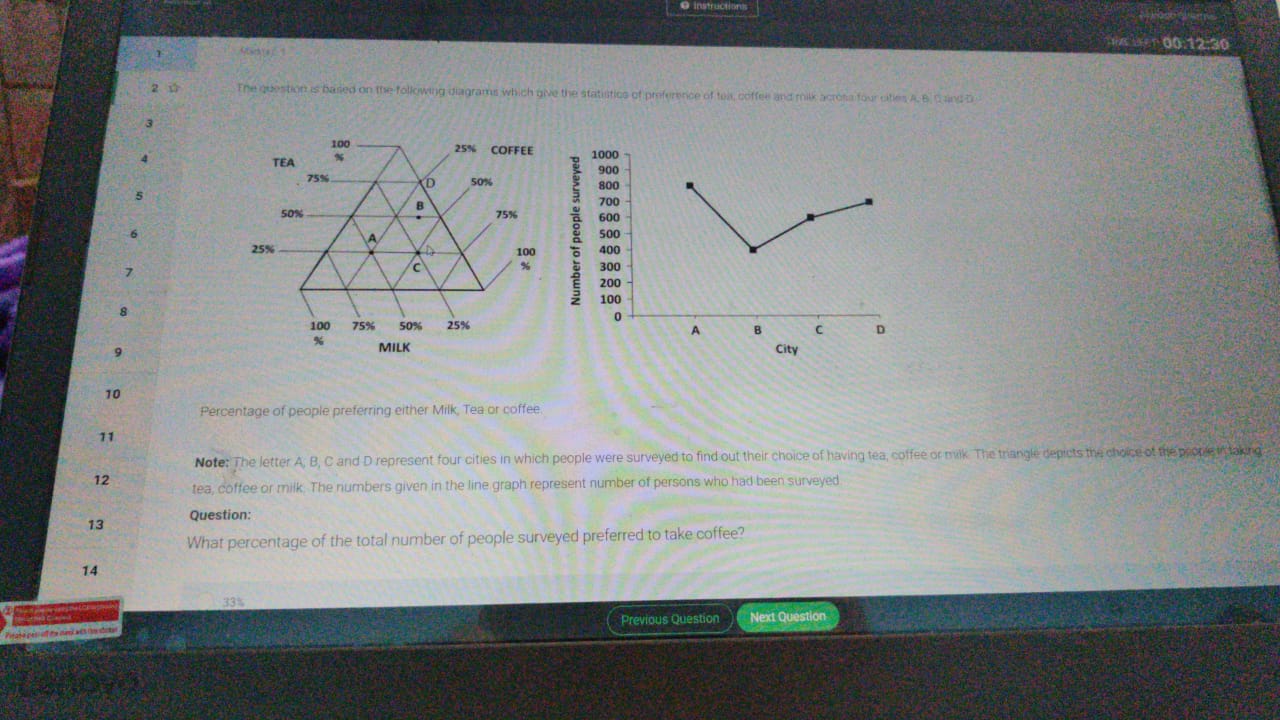 Instructions
00:12:30
1
2
3
4
5
6
7
8
9
10
11
12
13
14
The question is based on the following diagrams which give the statistics of preference of tea, coffee and milk across four cities A, B, C and D
TEA
100
%
75%
50%
25%
25% COFFEE
50%
75%
100
%
D
B
A
C
100
%
75%
50%
25%
MILK
Number of people surveyed
1000
900
800
700
600
500
400
300
200
100
0
A B C D
City
Percentage of people preferring either Milk, Tea or coffee.
Note: The letter A, B, C and D represent four cities in which people were surveyed to find out their choice of having tea, coffee or milk. The triangle depicts the choice of the people in taking
tea, coffee or milk. The numbers given in the line graph represent number of persons who had been surveyed
Question:
What percentage of the total number of people surveyed preferred to take coffee?
33%
Previous Question
Next Question
Lenovo